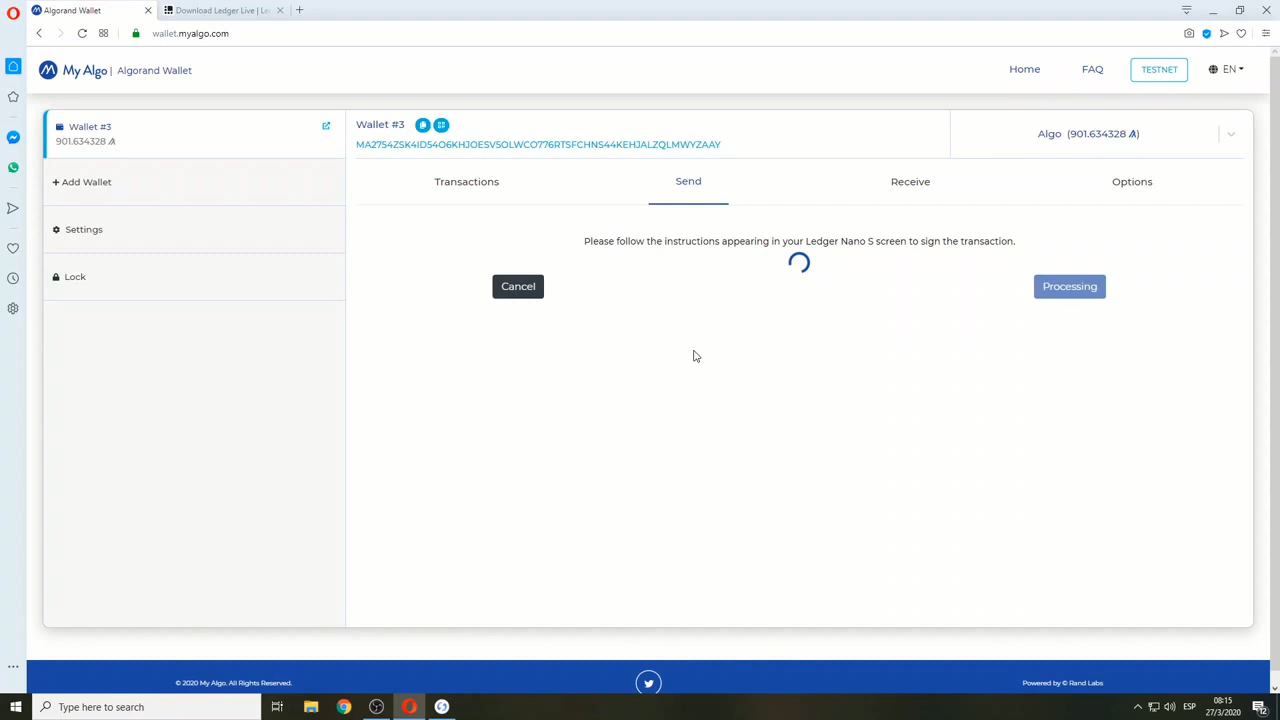 Algorand Wallet
Download Ledger Live | Le
wallet.myalgo.com
My Algo | Algorand Wallet
Home
FAQ
TESTNET
EN
Wallet #3
901.634328
Wallet #3
MA2754ZSK4ID54O6KHJOESV5OLWCO776RTSFCHNS44KEHJALZQLMWYZAAY
Algo (901.634328)
+ Add Wallet
Settings
Lock
Transactions
Send
Receive
Options
Please follow the instructions appearing in your Ledger Nano S screen to sign the transaction.
Cancel
Processing
© 2020 My Algo. All Rights Reserved.
Powered by © Rand Labs
Type here to search
ESP
08:15
27/3/2020
12